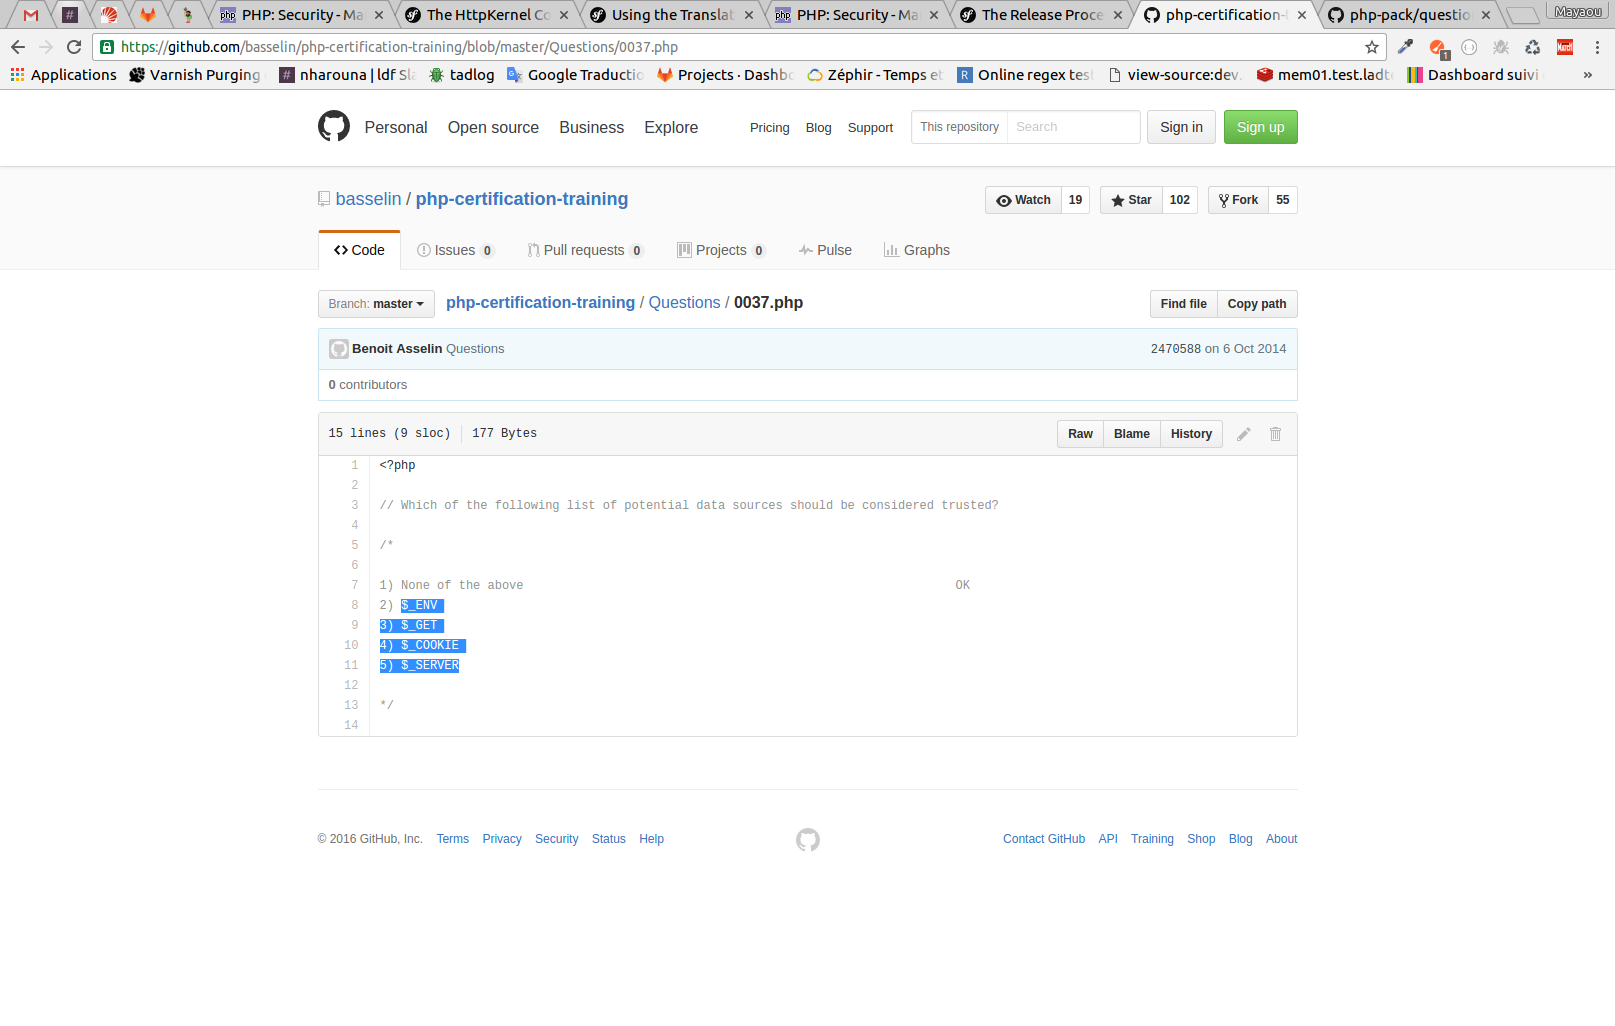 PHP: Security - Ma
The HttpKernel Co
Using the Translat
PHP: Security - Ma
The Release Proce
php-certification-t
php-pack/questio
Mayaou
https://github.com/basselin/php-certification-training/blob/master/Questions/0037.php
1
Applications
Varnish Purging
nharouna | ldf Sla
tadlog
Google Traductio
Projects · Dashbo
Zéphir - Temps et
Online regex test
view-source:dev.
mem01.test.ladte
Dashboard suivi
»
Personal Open source Business Explore Pricing Blog Support This repository Search Sign in Sign up
basselin / php-certification-training
Watch 19 Star 102 Fork 55
Code Issues 0 Pull requests 0 Projects 0 Pulse Graphs
Branch: master php-certification-training / Questions / 0037.php Find file Copy path
Benoit Asselin Questions 2470588 on 6 Oct 2014
0 contributors
15 lines (9 sloc) 177 Bytes Raw Blame History
1 <?php
2
3 // Which of the following list of potential data sources should be considered trusted?
4
5 /*
6
7 1) None of the above OK
8 2) $_ENV
9 3) $_GET
10 4) $_COOKIE
11 5) $_SERVER
12
13 */
14
© 2016 GitHub, Inc. Terms Privacy Security Status Help Contact GitHub API Training Shop Blog About